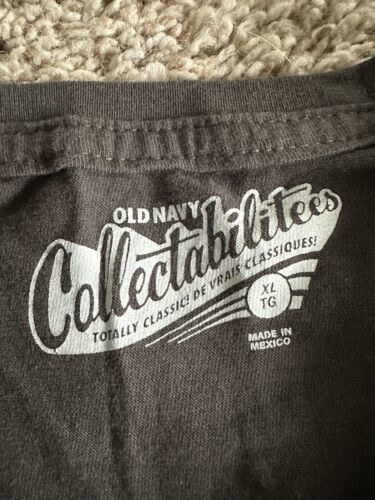 OLD NAVY
Collectabilitees
TOTALLY CLASSIC! DE VRAIS CLASSIQUES!
XL
TG
MADE IN
MEXICO